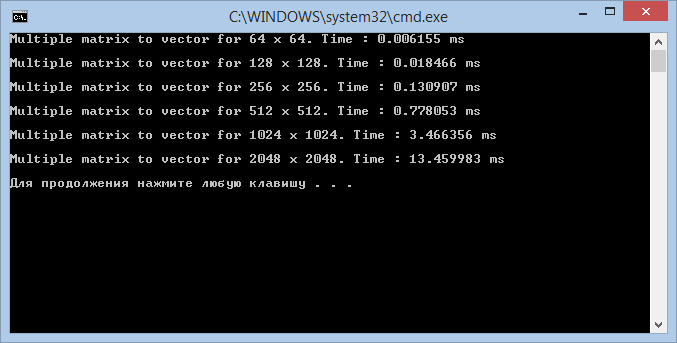 C:\WINDOWS\system32\cmd.exe
Multiple matrix to vector for 64 x 64. Time : 0.006155 ms
Multiple matrix to vector for 128 x 128. Time : 0.018466 ms
Multiple matrix to vector for 256 x 256. Time : 0.130907 ms
Multiple matrix to vector for 512 x 512. Time : 0.778053 ms
Multiple matrix to vector for 1024 x 1024. Time : 3.466356 ms
Multiple matrix to vector for 2048 x 2048. Time : 13.459983 ms
Для продолжения нажмите любую клавишу . . .